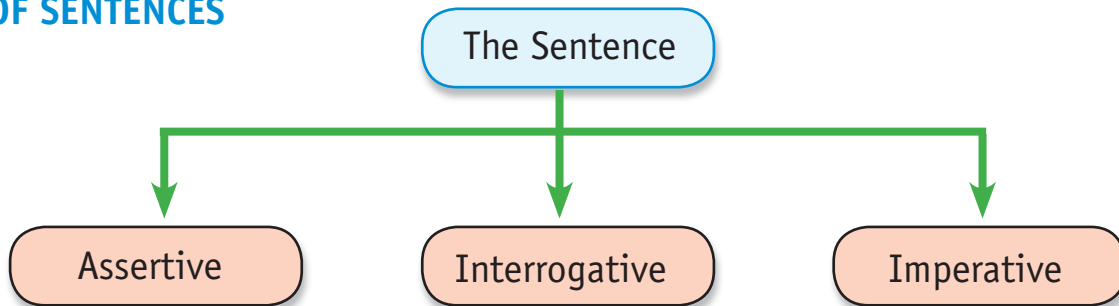 OF SENTENCES
The Sentence
Assertive
Interrogative
Imperative